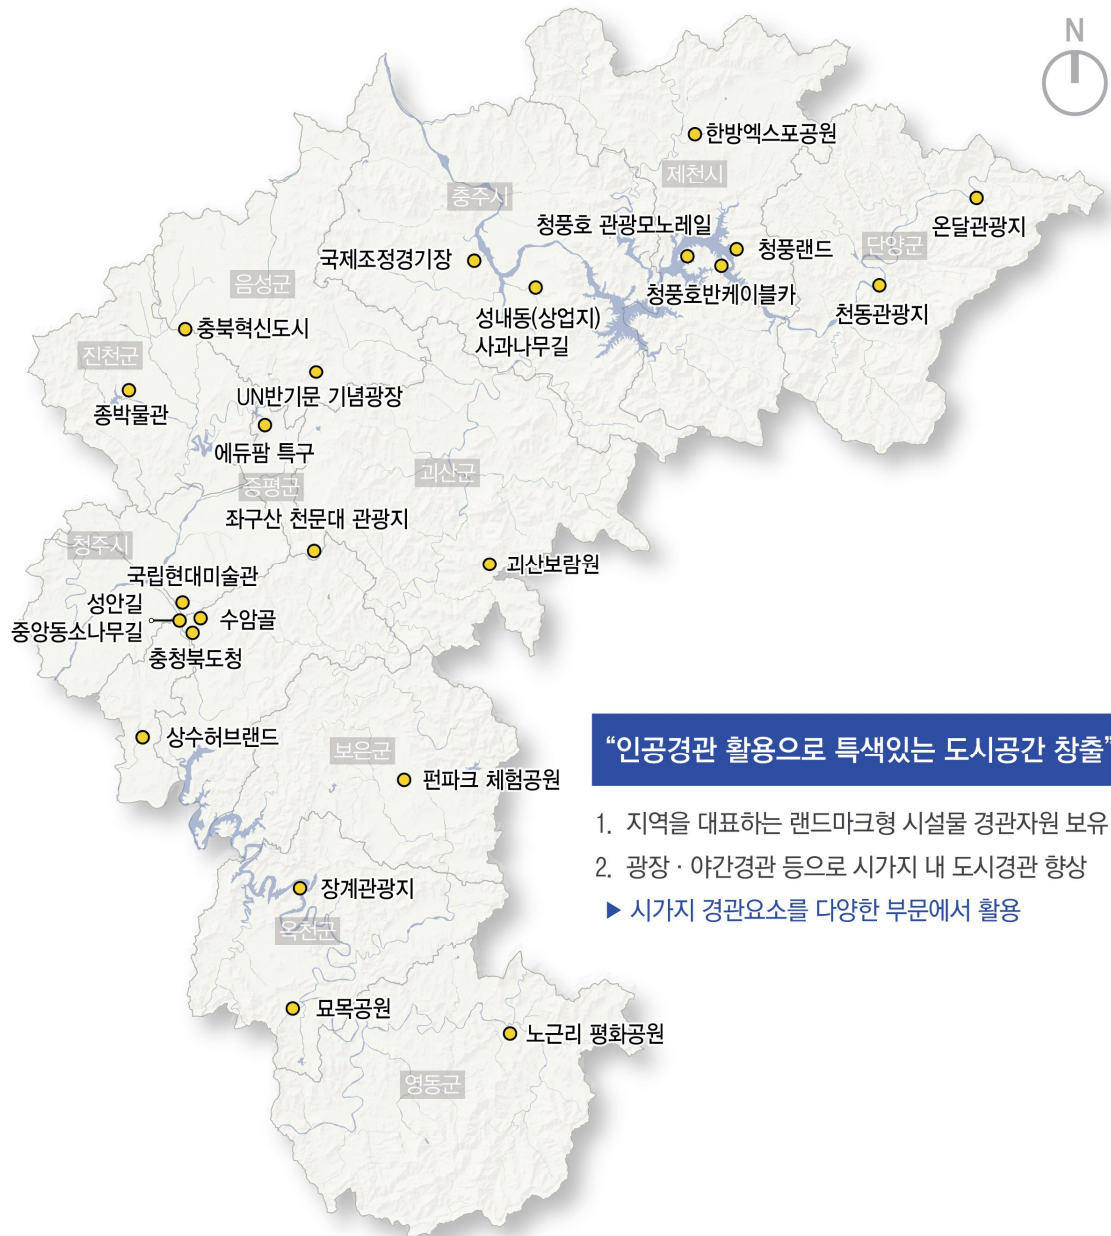 N
한방엑스포공원
제천시
충주시
온달관광지
청풍호 관광모노레일
단양군
청풍랜드
국제조정경기장
음성군
청풍호반케이블카
천동관광지
성내동(상업지)
사과나무길
충북혁신도시
진천군
UN반기문 기념광장
종박물관
에듀팜 특구
괴산군
증평군
좌구산 천문대 관광지
청주시
괴산보람원
국립현대미술관
성안길
중앙동소나무길
수암골
충청북도청
상수허브랜드
보은군
펀파크 체험공원
“인공경관 활용으로 특색있는 도시공간 창출”
1. 지역을 대표하는 랜드마크형 시설물 경관자원 보유
2. 광장 · 야간경관 등으로 시가지 내 도시경관 향상
▶ 시가지 경관요소를 다양한 부문에서 활용
장계관광지
옥천군
묘목공원
노근리 평화공원
영동군